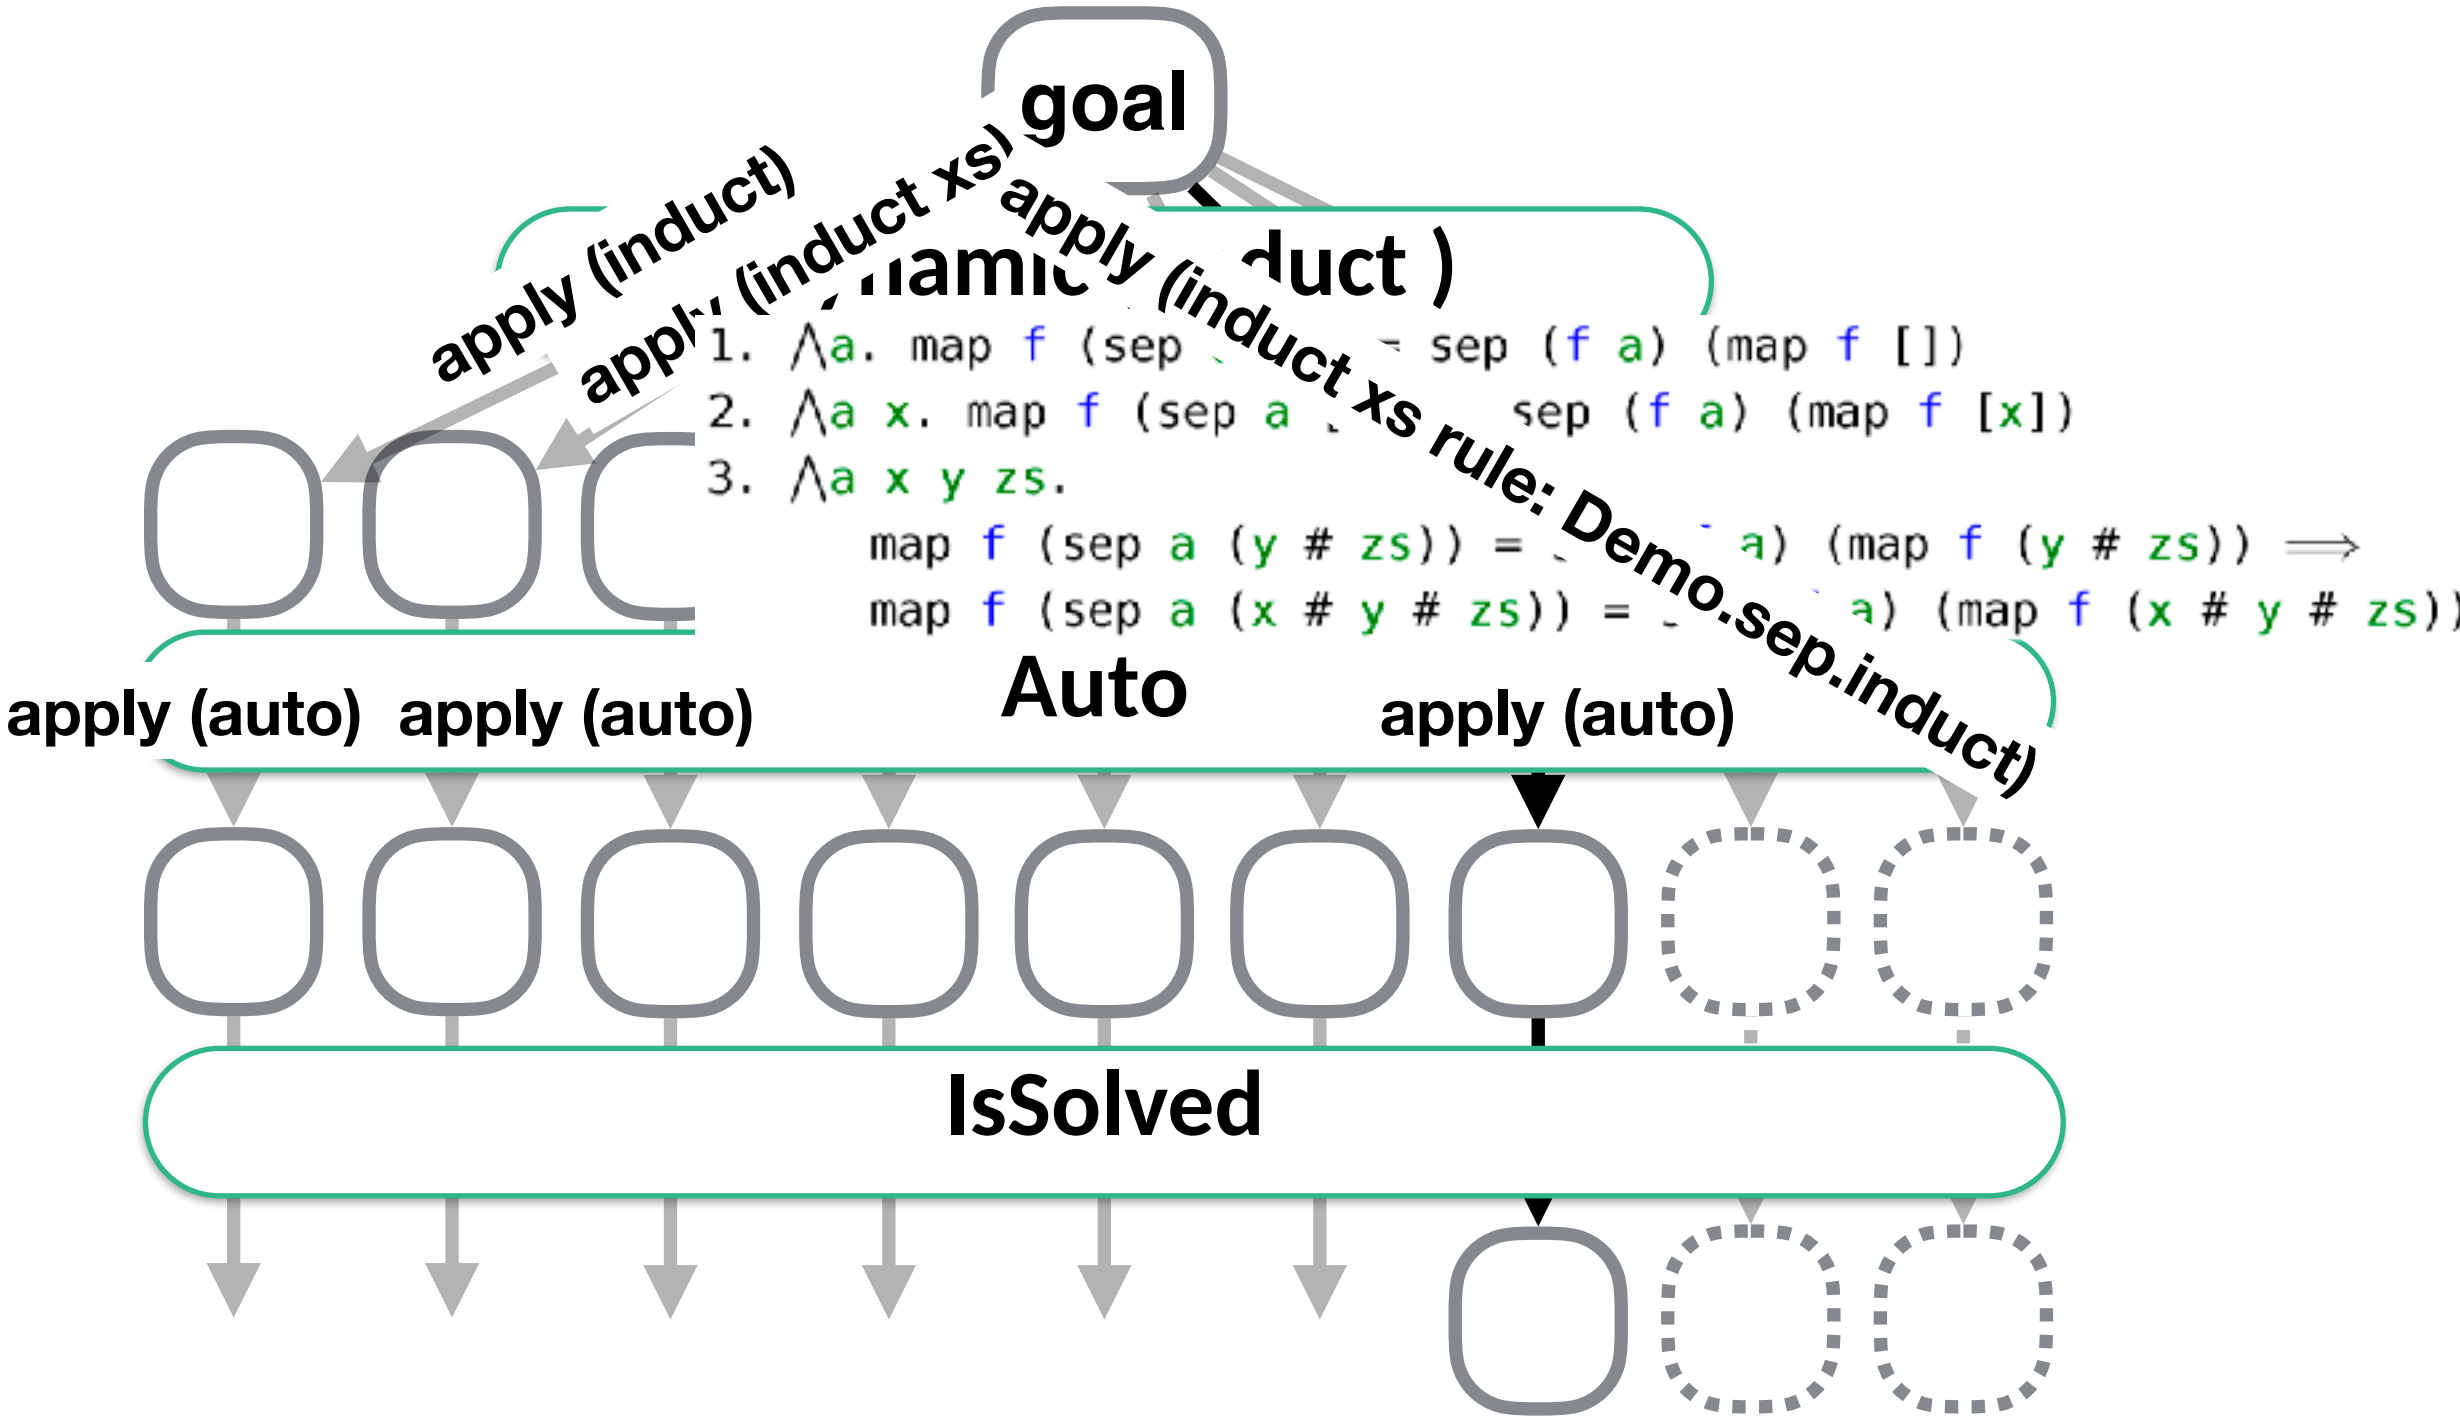 goal
apply (induct)
apply (induct xs)
apply (induct xs rule: Demo.sep.induct)
)
1. ⋀a. map f (sep = sep (f a) (map f [])
2. ⋀a x. map f (sep a sep (f a) (map f [x])
3. ⋀a x y zs.
map f (sep a (y # zs)) = a) (map f (y # zs)) ⟹
map f (sep a (x # y # zs)) = a) (map f (x # y # zs))
Auto
apply (auto) apply (auto) apply (auto)
IsSolved